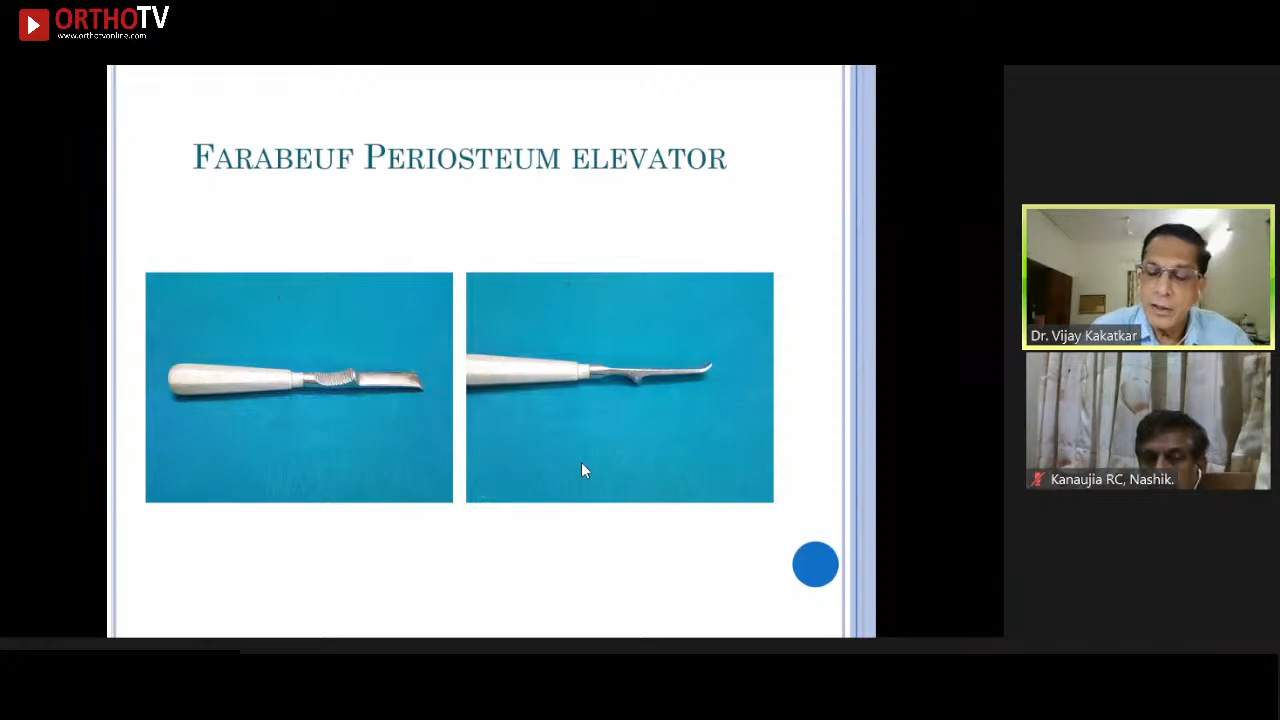 ORTHOTV
www.orthotvonline.com
FARABEUF PERIOSTEUM ELEVATOR
Dr. Vijay Kakatkar
Kanaujia RC, Nashik.